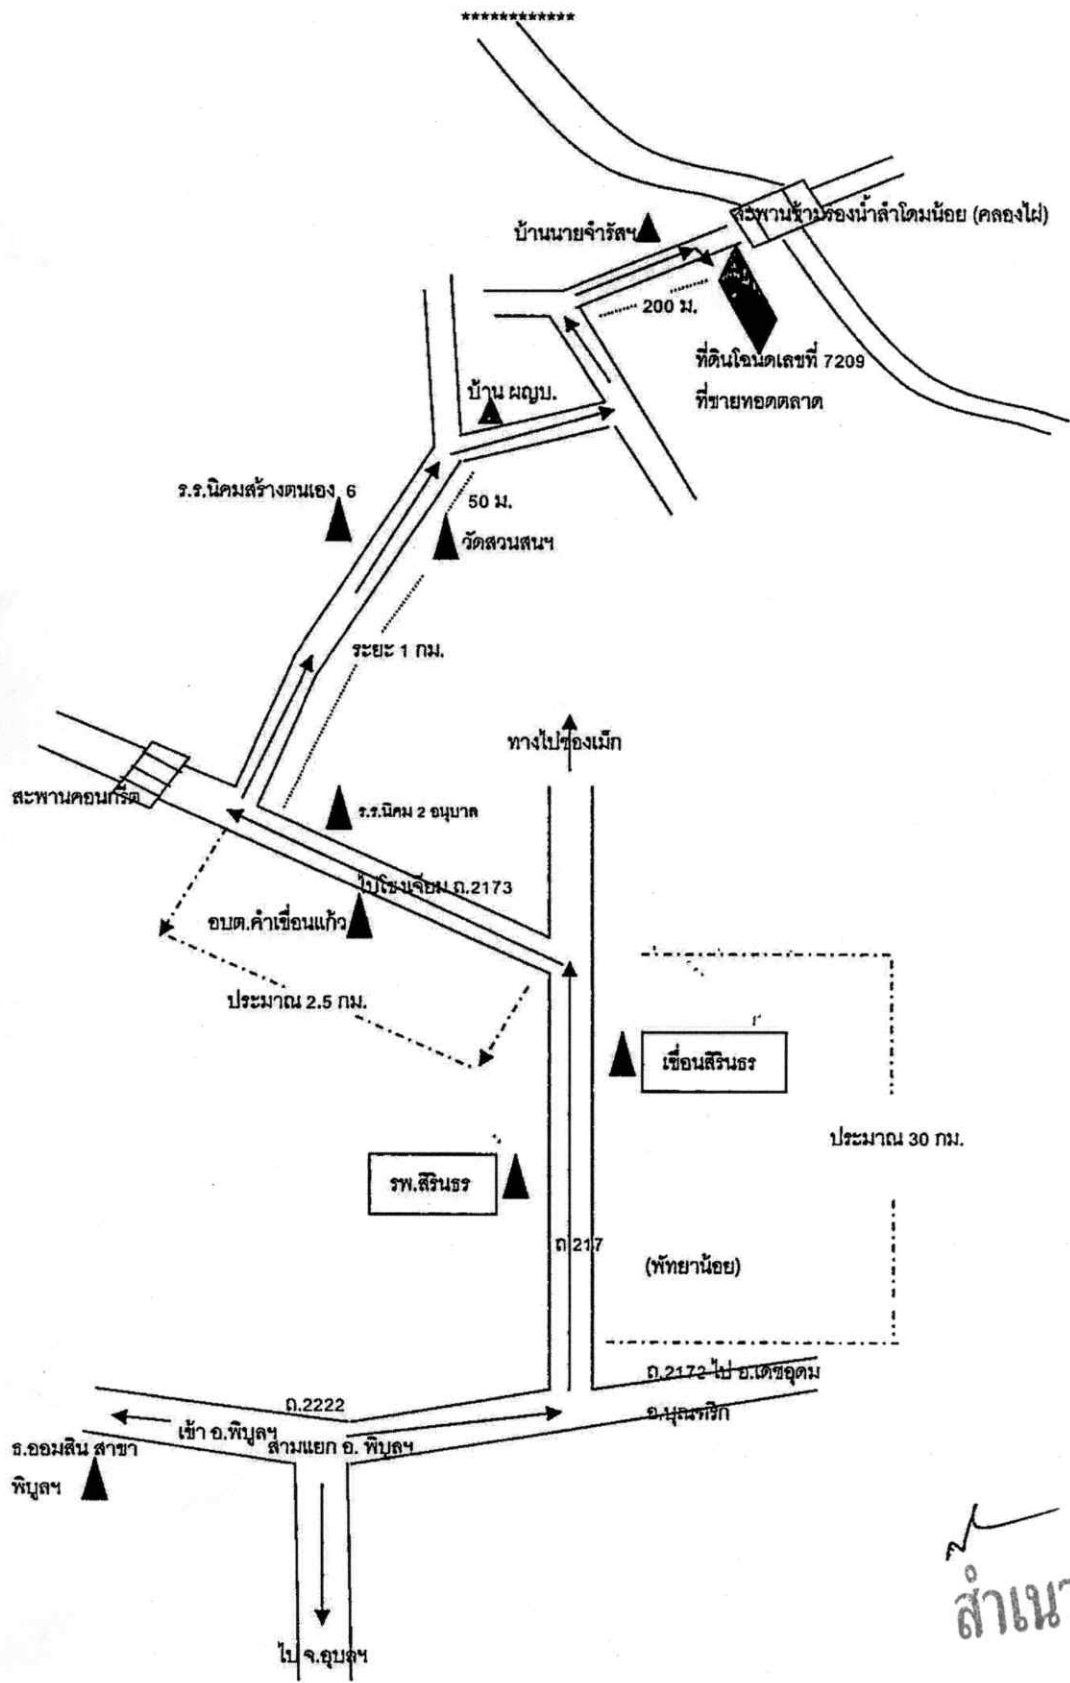 ************
สะพานข้ามร่องน้ำลำโดมน้อย (คลองไผ่)
บ้านนายจำรัสฯ
200 ม.
ที่ดินโฉนดเลขที่ 7209
ที่ขายทอดตลาด
บ้าน ผญบ.
ร.ร.นิคมสร้างตนเอง 6
50 ม.
วัดสวนสนฯ
ระยะ 1 กม.
ทางไปช่องเม็ก
สะพานคอนกรีต
ร.ร.นิคม 2 อนุบาล
ไปโขงเจียม ถ.2173
อบต.คำเขื่อนแก้ว
ประมาณ 2.5 กม.
เขื่อนสิรินธร
ประมาณ 30 กม.
รพ.สิรินธร
ถ.217
(พัทยาน้อย)
ถ.2172 ไป อ.เดชอุดม
อ.บุณฑริก
ถ.2222
เข้า อ.พิบูลฯ
สามแยก อ. พิบูลฯ
ธ.ออมสิน สาขา
พิบูลฯ
ไป จ.อุบลฯ
สำเนา